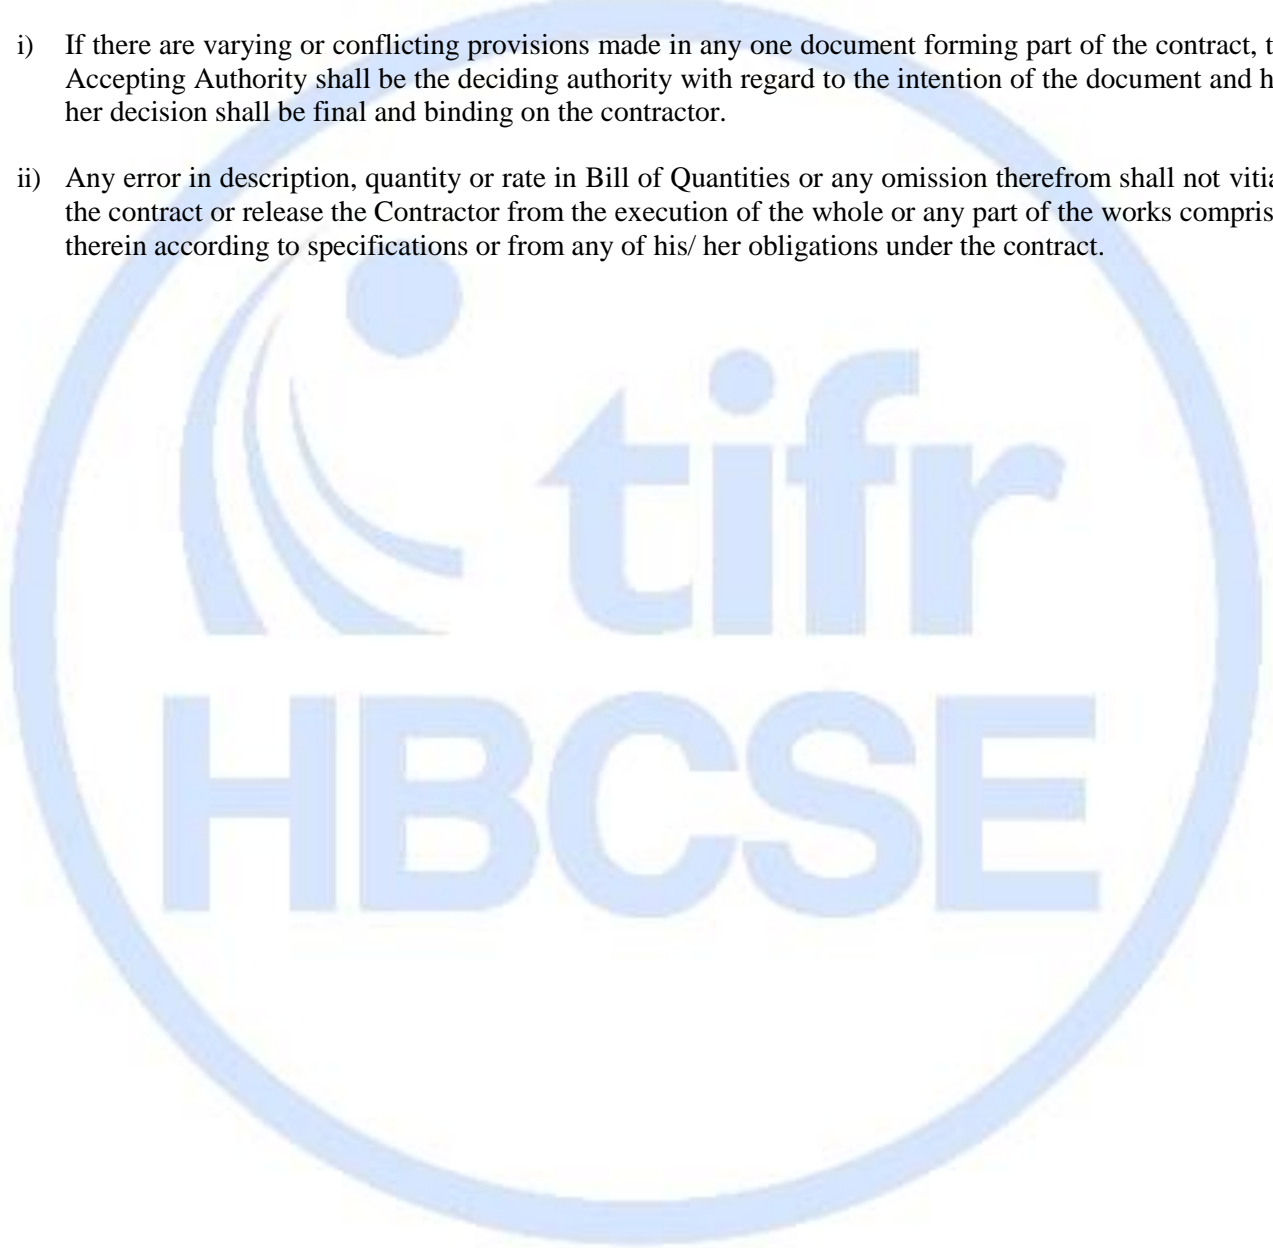 i) If there are varying or conflicting provisions made in any one document forming part of the contract, t
Accepting Authority shall be the deciding authority with regard to the intention of the document and h
her decision shall be final and binding on the contractor.
ii) Any error in description, quantity or rate in Bill of Quantities or any omission therefrom shall not vitia
the contract or release the Contractor from the execution of the whole or any part of the works compris
therein according to specifications or from any of his/ her obligations under the contract.
tifr
HBCSE